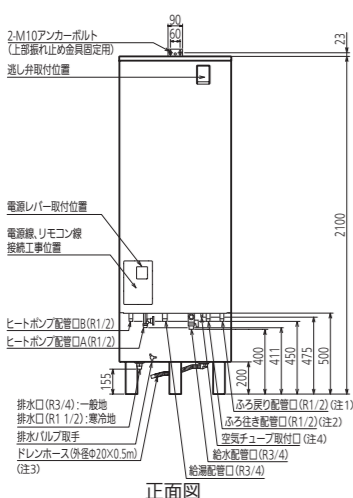 90
60
2-M10アンカーボルト
(上部振れ止め金具固定用)
23
逃し弁取付位置
2100
電源レバー取付位置
電源線、リモコン線
接続工事位置
ヒートポンプ配管口B(R1/2)
ヒートポンプ配管口A(R1/2)
155
200
400
411
450
475
500
排水口(R3/4):一般地
排水口(R1 1/2):寒冷地
排水バルブ取手
ドレンホース(外径Φ20×0.5m)
(注3)
ふろ戻り配管口(R1/2)(注1)
ふろ往き配管口(R1/2)(注2)
空気チューブ取付口(注4)
給水配管口(R3/4)
給湯配管口(R3/4)
正面図